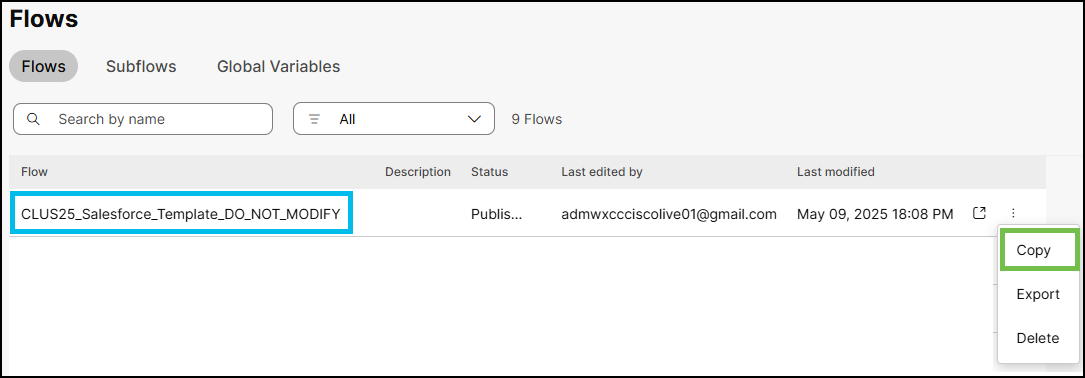 Flows
Flows Subflows Global Variables
Search by name All 9 Flows
Flow Description Status Last edited by Last modified
CLUS25_Salesforce_Template_DO_NOT_MODIFY Publis... admwxccciscolive01@gmail.com May 09, 2025 18:08 PM
Copy
Export
Delete